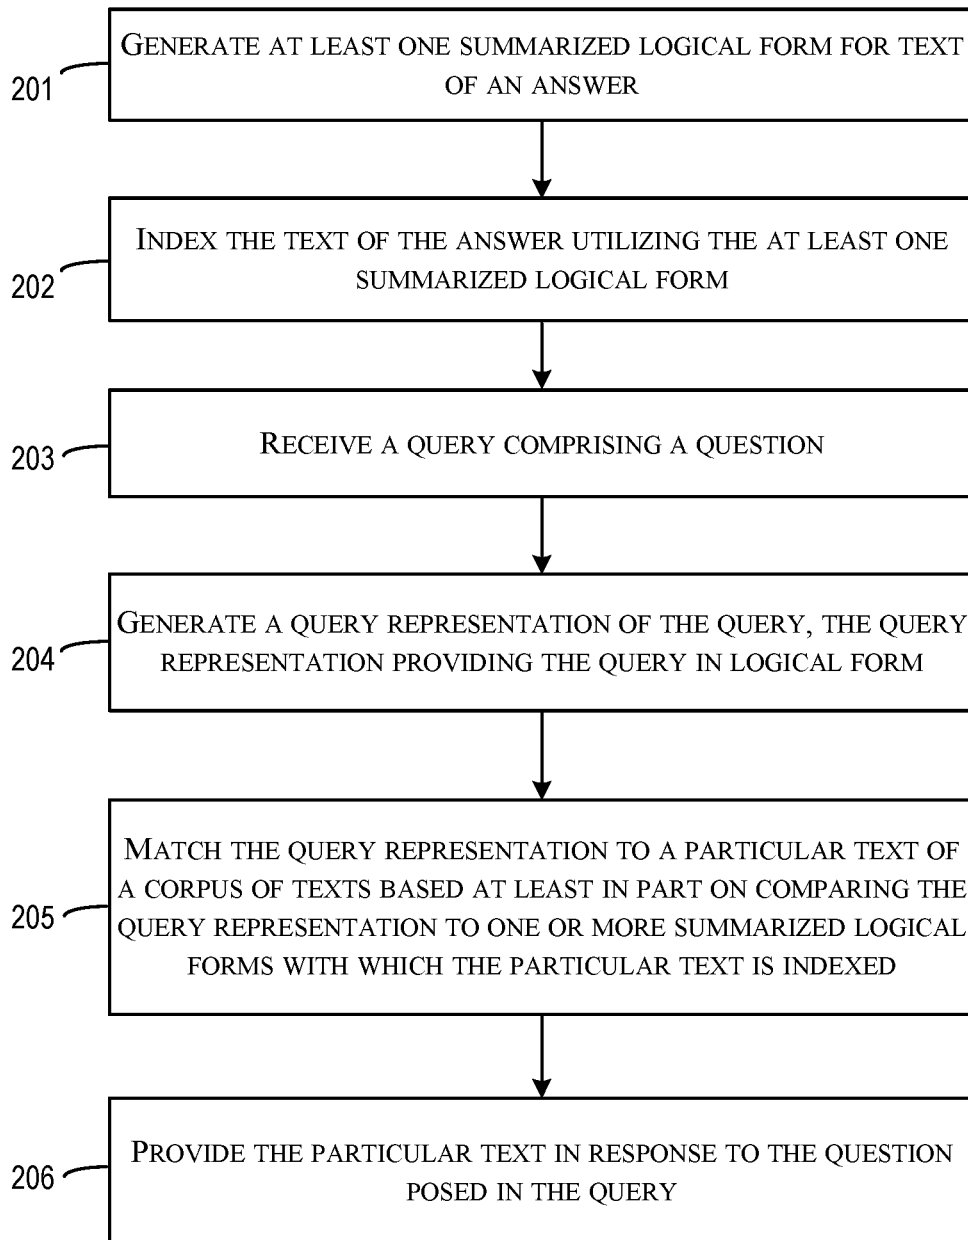 201
GENERATE AT LEAST ONE SUMMARIZED LOGICAL FORM FOR TEXT
OF AN ANSWER
202
INDEX THE TEXT OF THE ANSWER UTILIZING THE AT LEAST ONE
SUMMARIZED LOGICAL FORM
203
RECEIVE A QUERY COMPRISING A QUESTION
204
GENERATE A QUERY REPRESENTATION OF THE QUERY, THE QUERY
REPRESENTATION PROVIDING THE QUERY IN LOGICAL FORM
205
MATCH THE QUERY REPRESENTATION TO A PARTICULAR TEXT OF
A CORPUS OF TEXTS BASED AT LEAST IN PART ON COMPARING THE
QUERY REPRESENTATION TO ONE OR MORE SUMMARIZED LOGICAL
FORMS WITH WHICH THE PARTICULAR TEXT IS INDEXED
206
PROVIDE THE PARTICULAR TEXT IN RESPONSE TO THE QUESTION
POSED IN THE QUERY